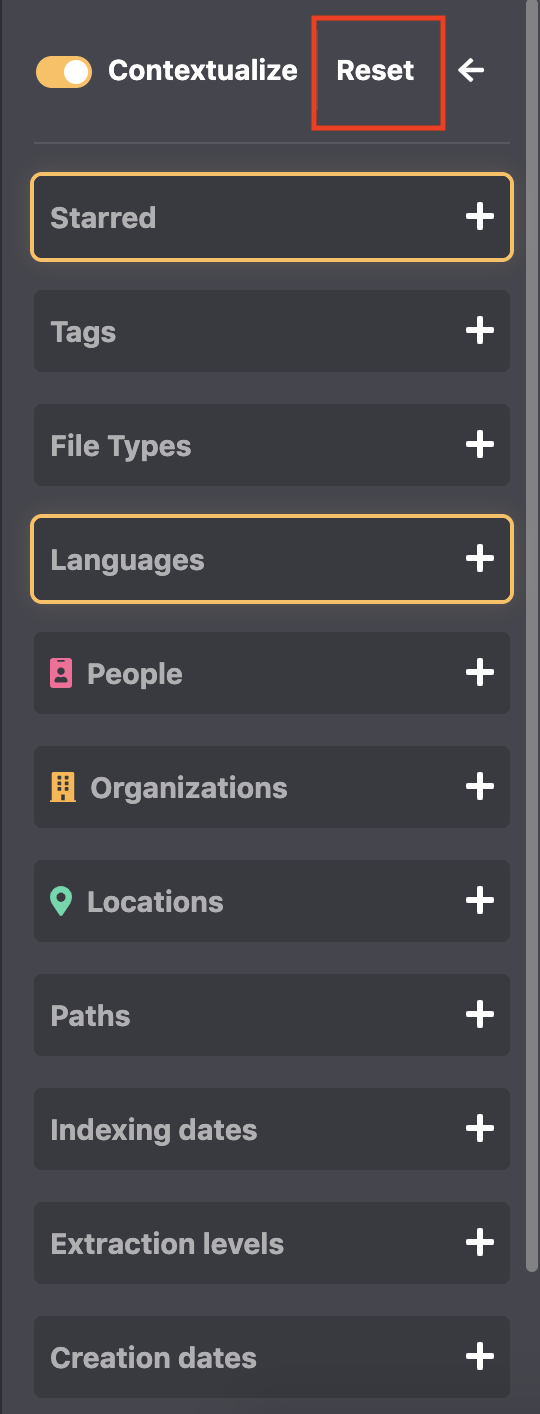 Contextualize Reset
Starred
Tags
File Types
Languages
People
Organizations
Locations
Paths
Indexing dates
Extraction levels
Creation dates